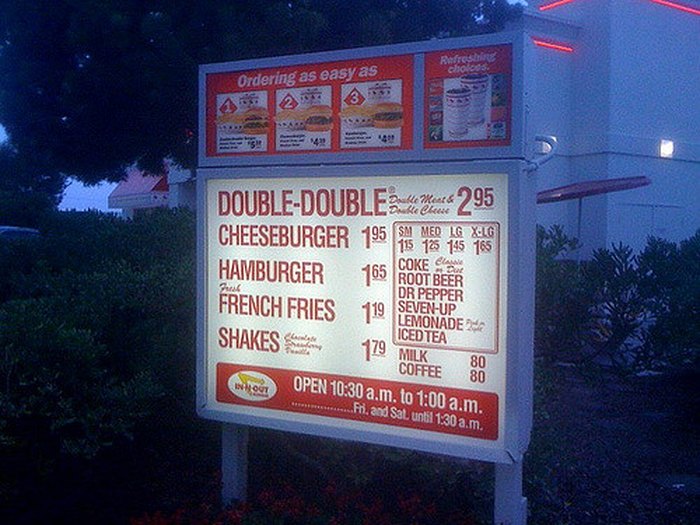 Ordering as easy as
Refreshing choices.
1
2
3
DOUBLE-DOUBLE® Double Meat & Double Cheese 2.95
CHEESEBURGER 1.95
HAMBURGER 1.65
Fresh
FRENCH FRIES 1.19
SHAKES Chocolate Strawberry Vanilla 1.79
SM MED LG X-LG
1.15 1.25 1.45 1.65
COKE Classic or Diet
ROOT BEER
DR PEPPER
SEVEN-UP
LEMONADE Pink or Light
ICED TEA
MILK 80
COFFEE 80
IN-N-OUT
OPEN 10:30 a.m. to 1:00 a.m.
Fri. and Sat. until 1:30 a.m.